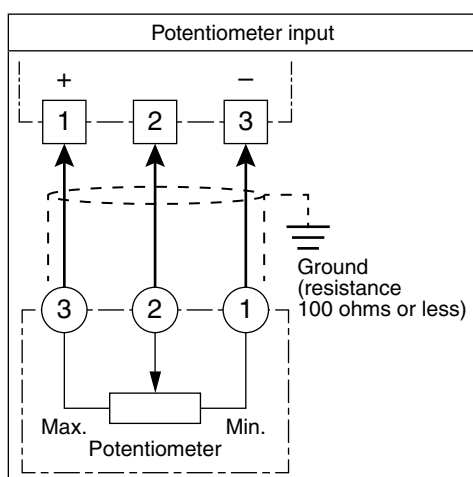 Potentiometer input
+ −
1 2 3
Ground
(resistance
100 ohms or less)
3 2 1
Max. Min.
Potentiometer